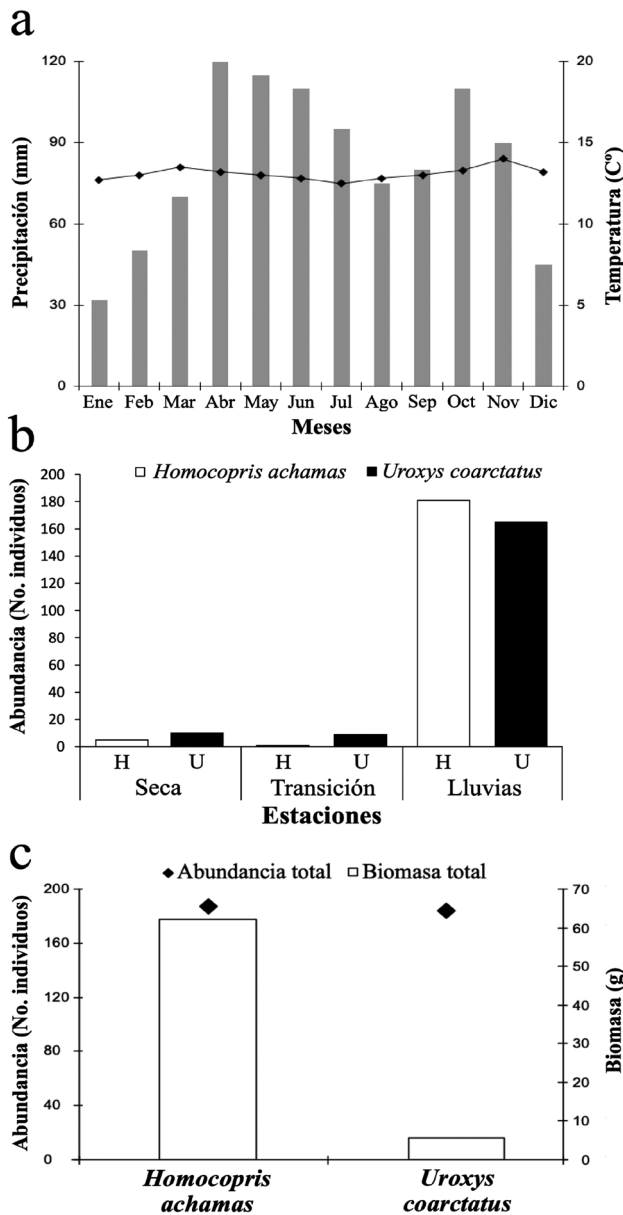 a
Precipitación (mm)
120
90
60
30
0
20
15
10
5
0
Temperatura (Cº)
Ene Feb Mar Abr May Jun Jul Ago Sep Oct Nov Dic
Meses
b
Homocopris achamas Uroxys coarctatus
Abundancia (No. individuos)
200
180
160
140
120
100
80
60
40
20
0
H U H U H U
Seca Transición Lluvias
Estaciones
c
Abundancia total Biomasa total
Abundancia (No. individuos)
200
160
120
80
40
0
70
60
50
40
30
20
10
0
Biomasa (g)
Homocopris Uroxys
achamas coarctatus